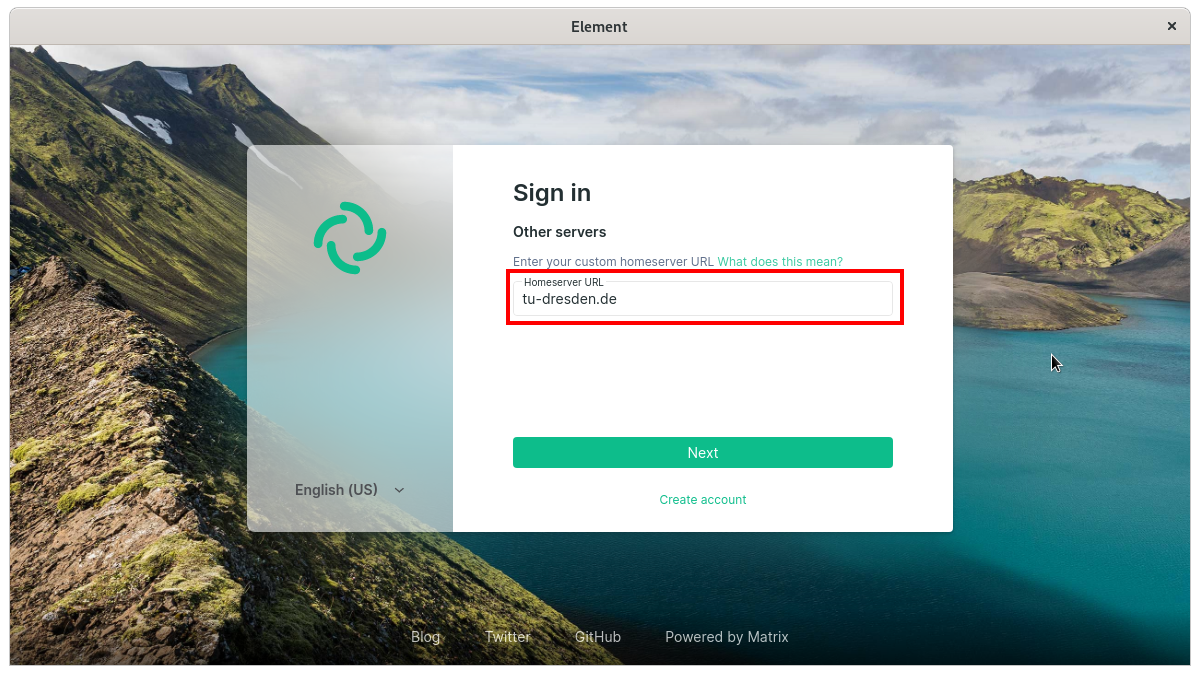 Element
Sign in
Other servers
Enter your custom homeserver URL What does this mean?
Homeserver URL
tu-dresden.de
Next
English (US)
Create account
Blog Twitter GitHub Powered by Matrix